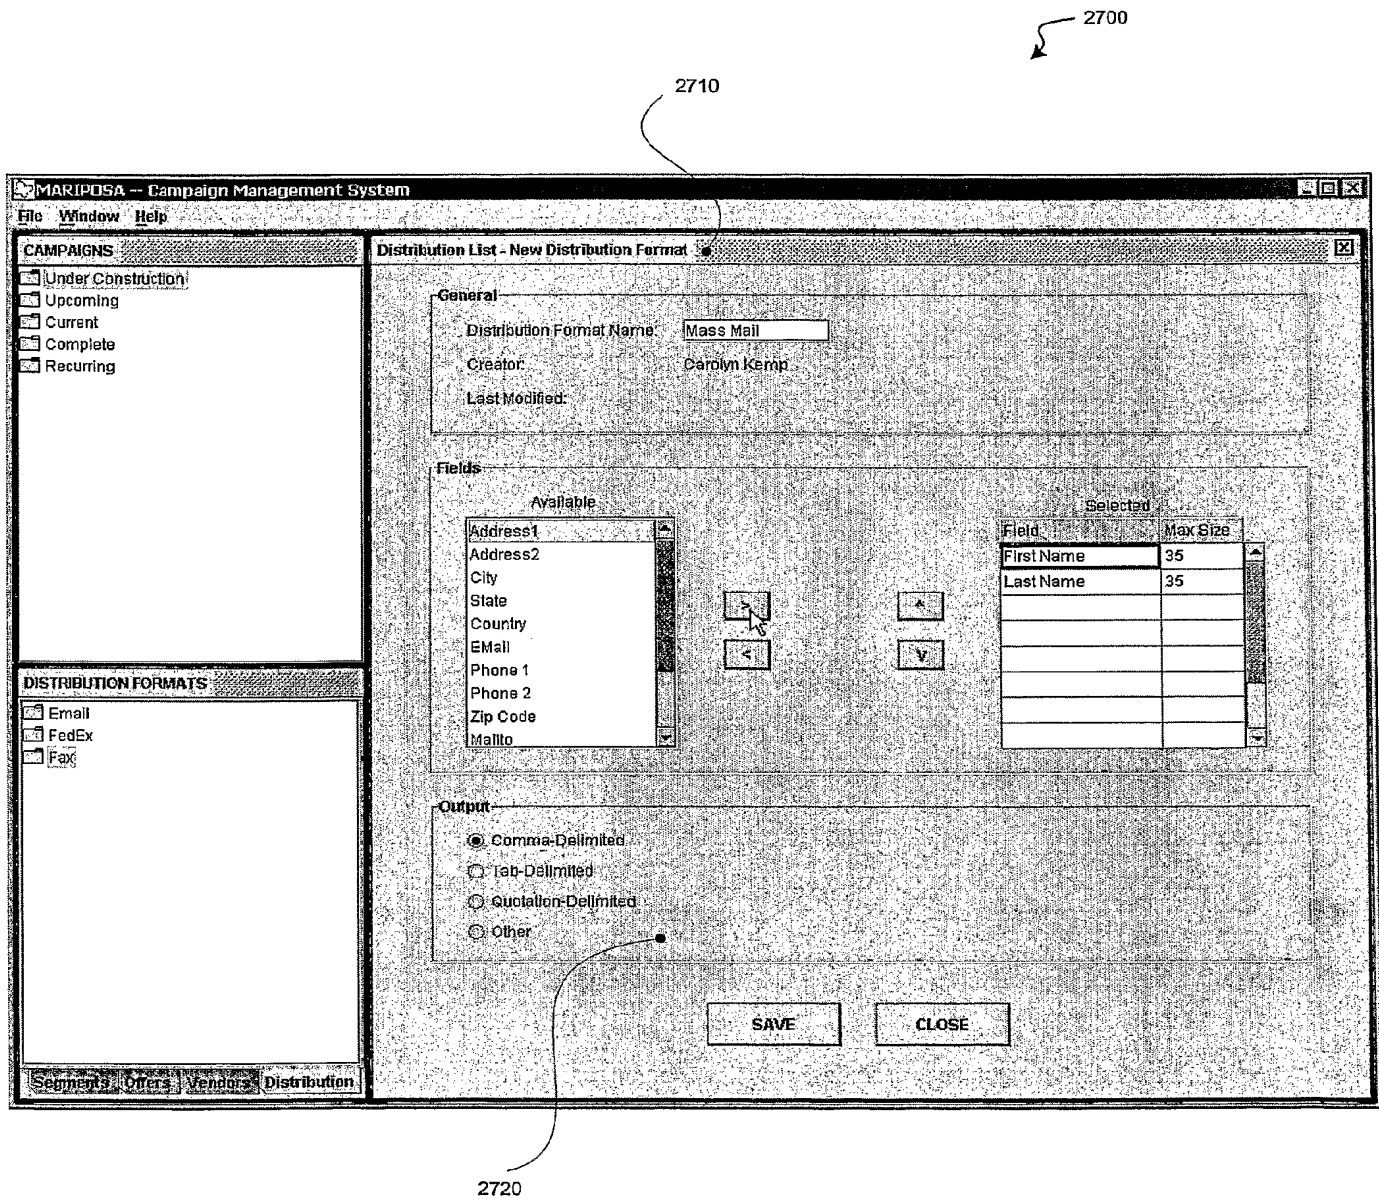 2700
2710
MARIPOSA -- Campaign Management System
File Window Help
CAMPAIGNS
Under Construction
Upcoming
Current
Complete
Recurring
DISTRIBUTION FORMATS
Email
FedEx
Fax
Segments Offers Vendors Distribution
Distribution List - New Distribution Format
General
Distribution Format Name: Mass Mail
Creator: Carolyn Kemp
Last Modified:
Fields
Available
Address1
Address2
City
State
Country
EMail
Phone 1
Phone 2
Zip Code
Mailto
>
<
^
v
Selected
Field Max Size
First Name 35
Last Name 35
Output
Comma-Delimited
Tab-Delimited
Quotation-Delimited
Other
SAVE CLOSE
2720